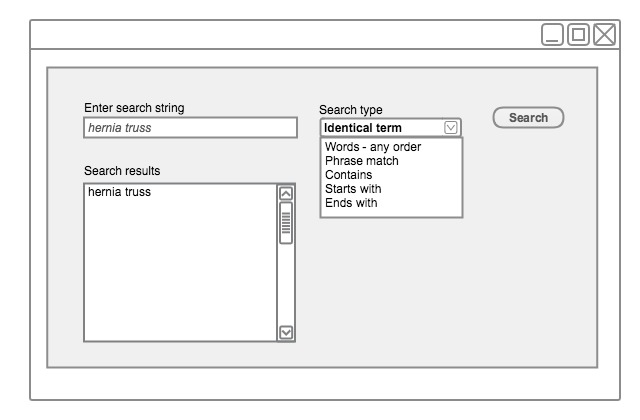 Enter search string
hernia truss
Search type
Identical term
Words - any order
Phrase match
Contains
Starts with
Ends with
Search
Search results
hernia truss